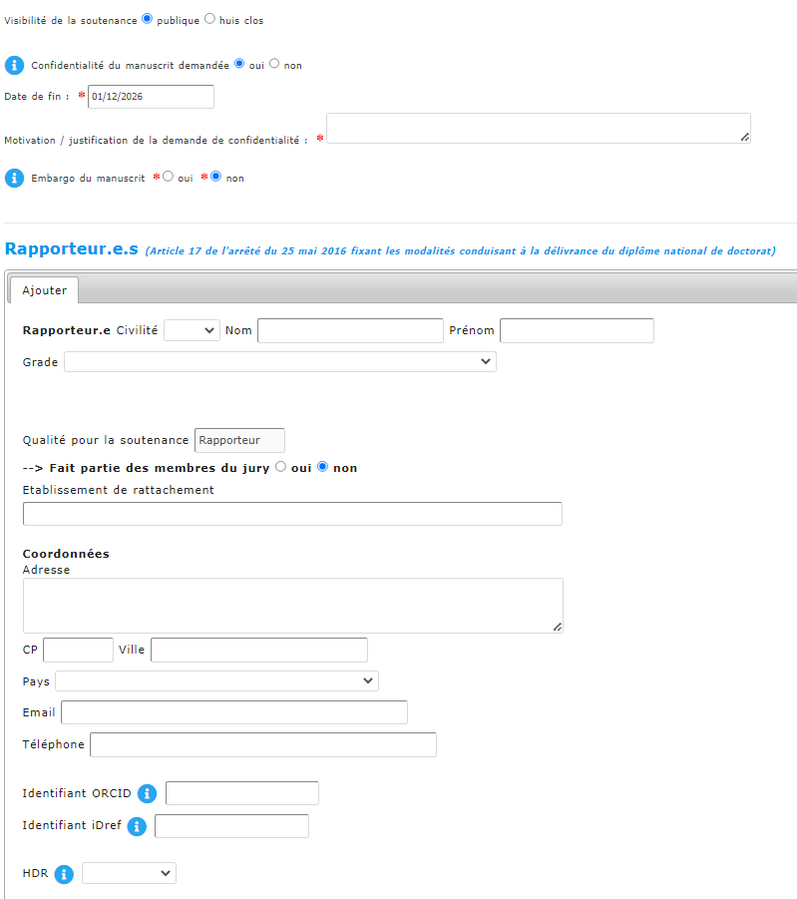 Visibilité de la soutenance publique huis clos
i Confidentialité du manuscrit demandée oui non
Date de fin : * 01/12/2026
Motivation / justification de la demande de confidentialité : *
i Embargo du manuscrit * oui * non
Rapporteur.e.s (Article 17 de l'arrêté du 25 mai 2016 fixant les modalités conduisant à la délivrance du diplôme national de doctorat)
Ajouter
Rapporteur.e Civilité Nom Prénom
Grade
Qualité pour la soutenance Rapporteur
--> Fait partie des membres du jury oui non
Etablissement de rattachement
Coordonnées
Adresse
CP Ville
Pays
Email
Téléphone
Identifiant ORCID i
Identifiant iDref i
HDR i